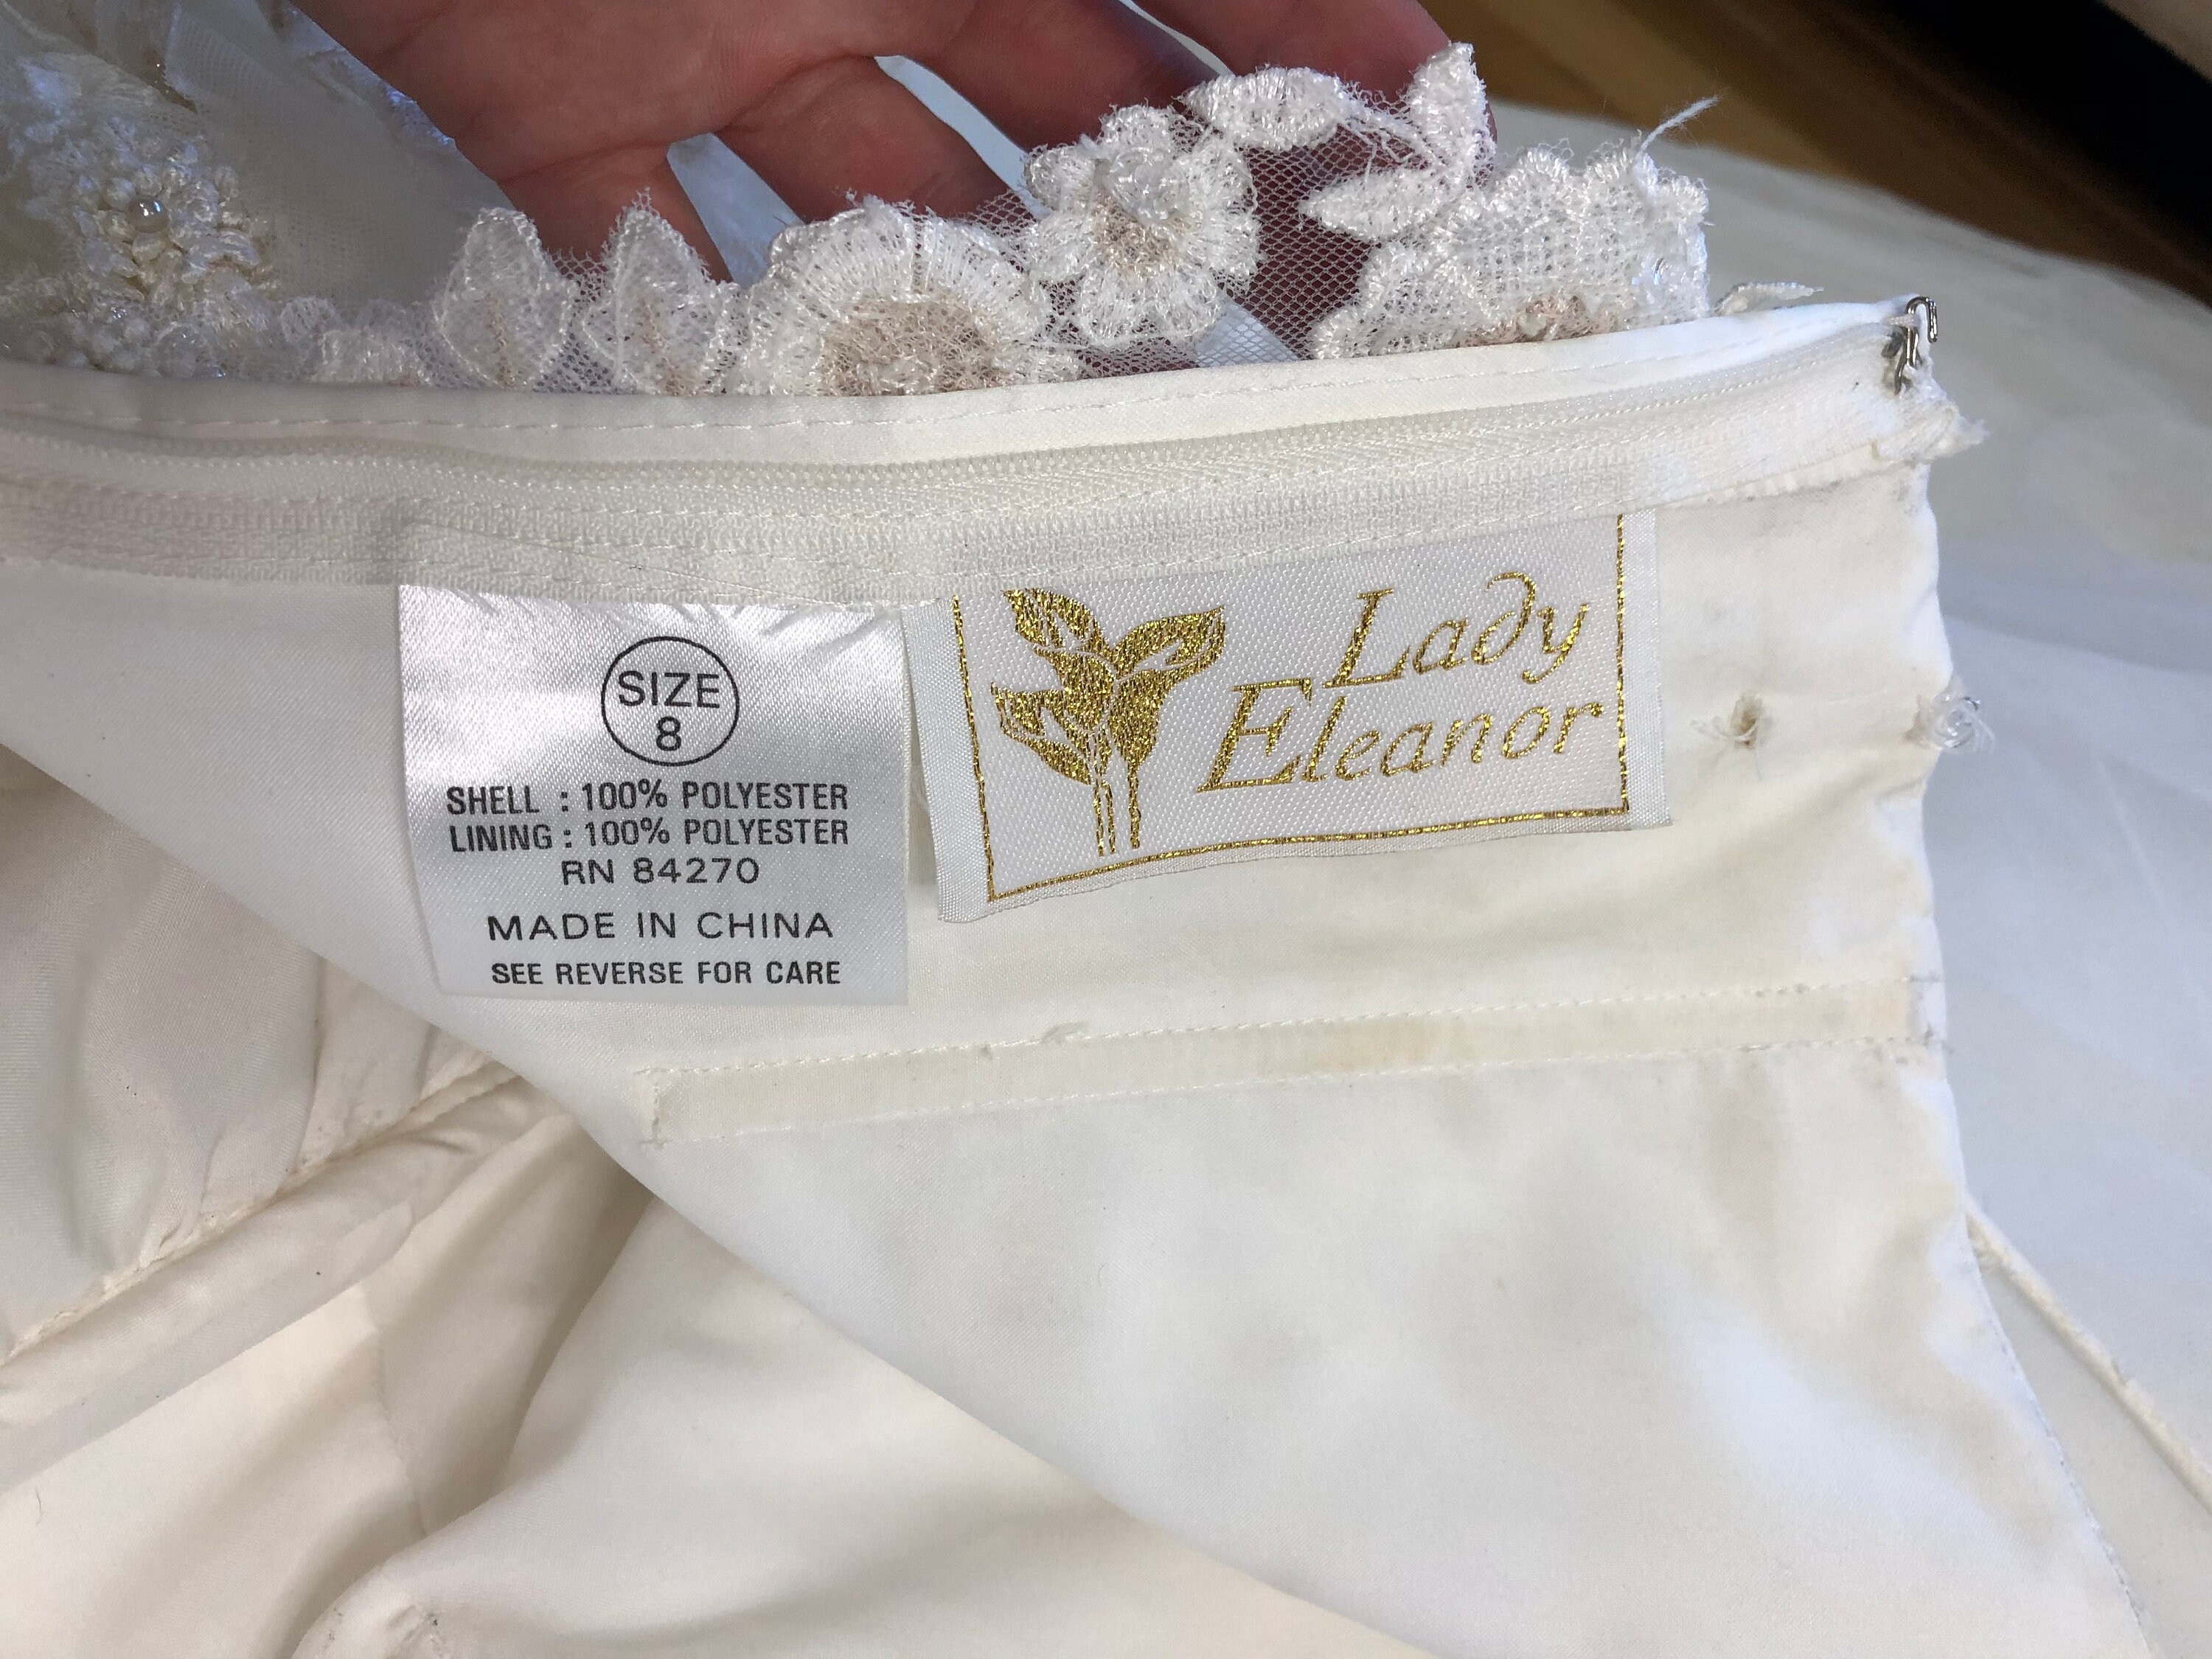 SIZE
8
SHELL : 100% POLYESTER
LINING : 100% POLYESTER
RN 84270
MADE IN CHINA
SEE REVERSE FOR CARE
Lady
Eleanor